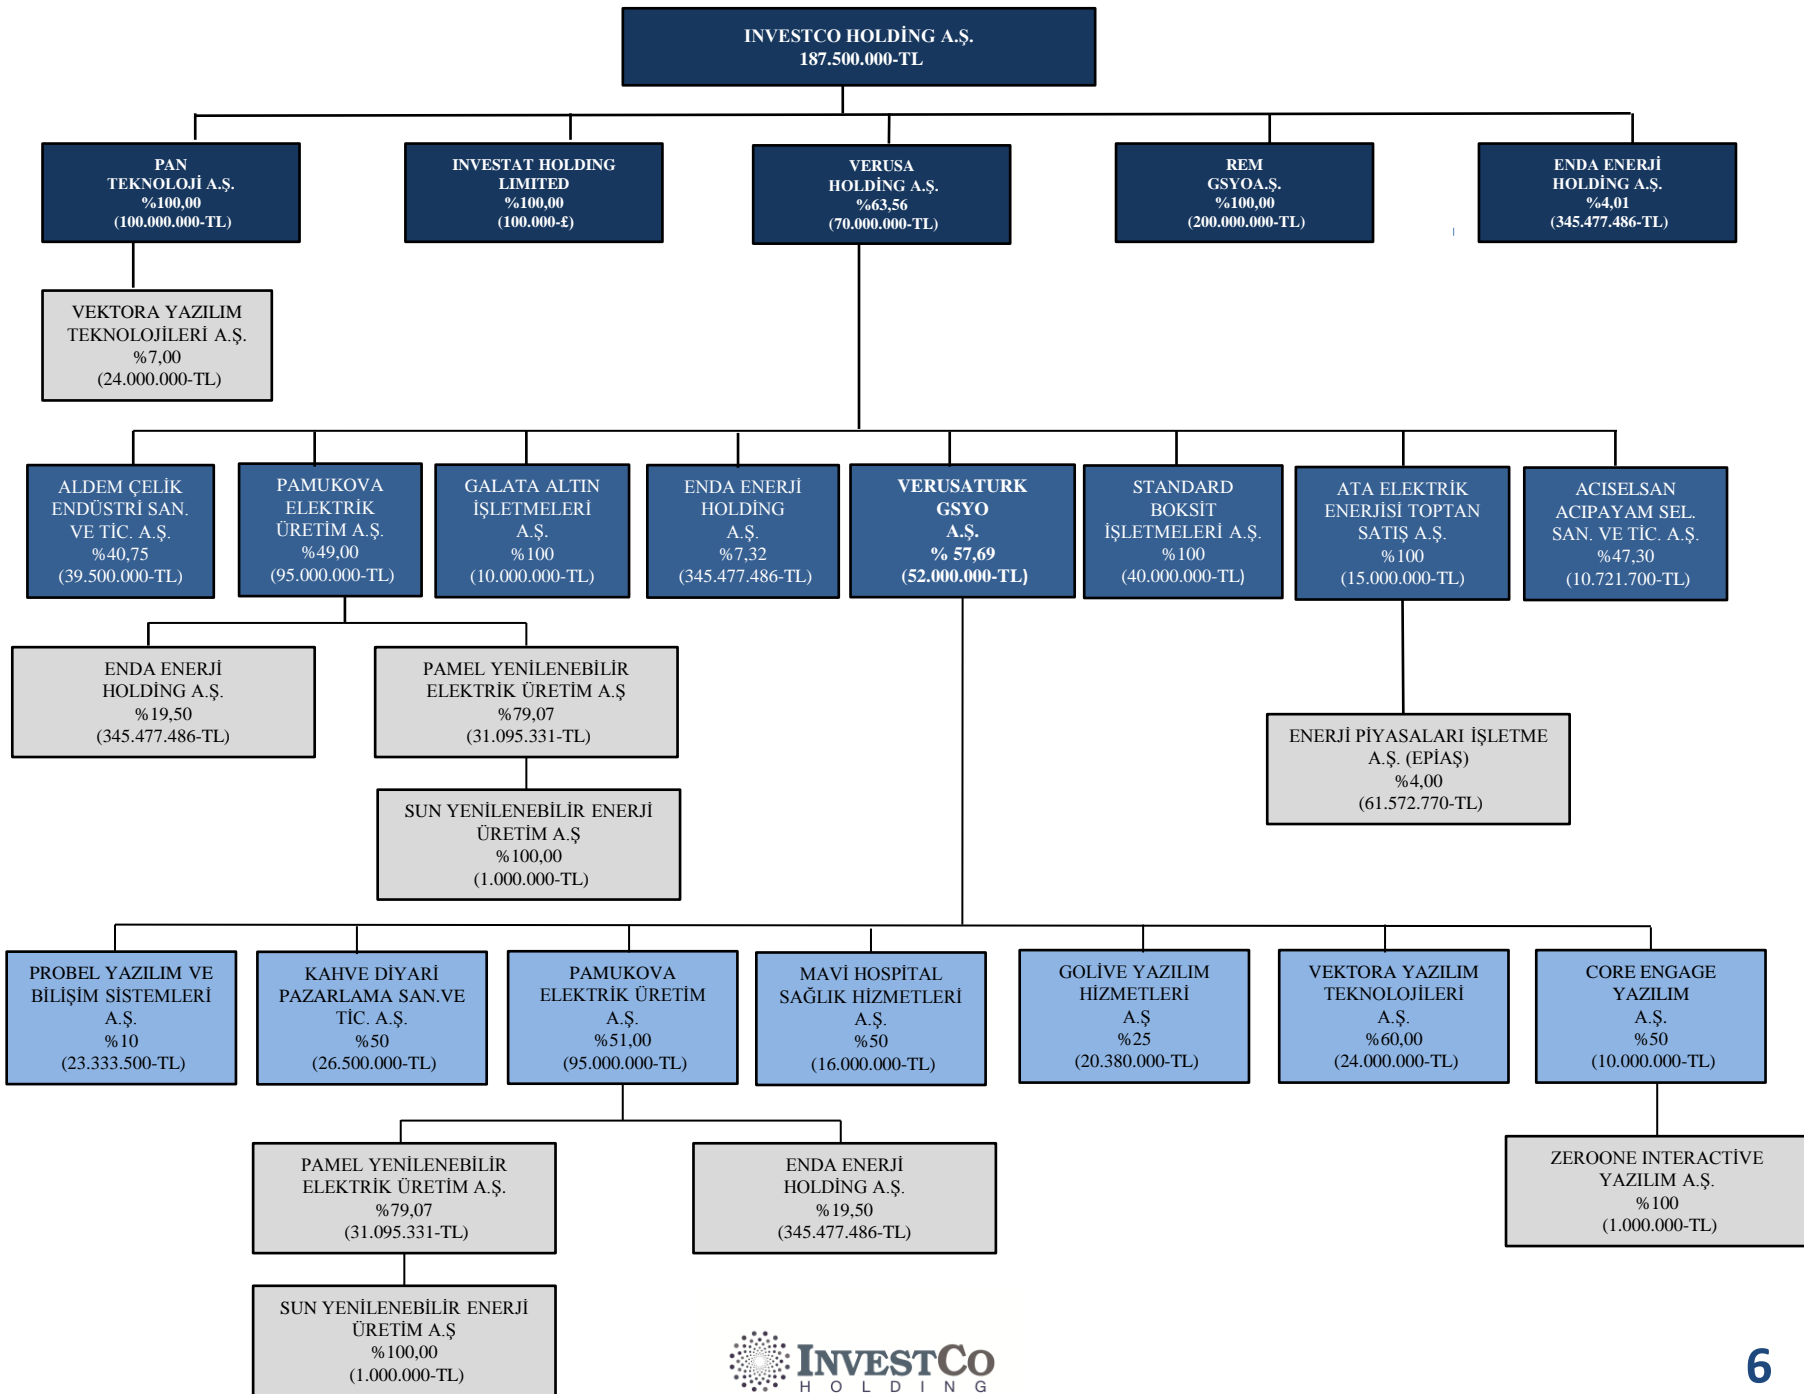 INVESTCO HOLDİNG A.Ş.
187.500.000-TL
PAN
TEKNOLOJİ A.Ş.
%100,00
(100.000.000-TL)
INVESTAT HOLDING
LIMITED
%100,00
(100.000-£)
VERUSA
HOLDİNG A.Ş.
%63,56
(70.000.000-TL)
REM
GSYOA.Ş.
%100,00
(200.000.000-TL)
ENDA ENERJİ
HOLDİNG A.Ş.
%4,01
(345.477.486-TL)
VEKTORA YAZILIM
TEKNOLOJİLERİ A.Ş.
%7,00
(24.000.000-TL)
ALDEM ÇELİK
ENDÜSTRİ SAN.
VE TİC. A.Ş.
%40,75
(39.500.000-TL)
PAMUKOVA
ELEKTRİK
ÜRETİM A.Ş.
%49,00
(95.000.000-TL)
GALATA ALTIN
İŞLETMELERİ
A.Ş.
%100
(10.000.000-TL)
ENDA ENERJİ
HOLDİNG
A.Ş.
%7,32
(345.477.486-TL)
VERUSATURK
GSYO
A.Ş.
% 57,69
(52.000.000-TL)
STANDARD
BOKSİT
İŞLETMELERİ A.Ş.
%100
(40.000.000-TL)
ATA ELEKTRİK
ENERJİSİ TOPTAN
SATIŞ A.Ş.
%100
(15.000.000-TL)
ACISELSAN
ACIPAYAM SEL.
SAN. VE TİC. A.Ş.
%47,30
(10.721.700-TL)
ENDA ENERJİ
HOLDİNG A.Ş.
%19,50
(345.477.486-TL)
PAMEL YENİLENEBİLİR
ELEKTRİK ÜRETİM A.Ş
%79,07
(31.095.331-TL)
ENERJİ PİYASALARI İŞLETME
A.Ş. (EPİAŞ)
%4,00
(61.572.770-TL)
SUN YENİLENEBİLİR ENERJİ
ÜRETİM A.Ş
%100,00
(1.000.000-TL)
PROBEL YAZILIM VE
BİLİŞİM SİSTEMLERİ
A.Ş.
%10
(23.333.500-TL)
KAHVE DİYARİ
PAZARLAMA SAN.VE
TİC. A.Ş.
%50
(26.500.000-TL)
PAMUKOVA
ELEKTRİK ÜRETİM
A.Ş.
%51,00
(95.000.000-TL)
MAVİ HOSPİTAL
SAĞLIK HİZMETLERİ
A.Ş.
%50
(16.000.000-TL)
GOLİVE YAZILIM
HİZMETLERİ
A.Ş
%25
(20.380.000-TL)
VEKTORA YAZILIM
TEKNOLOJİLERİ
A.Ş.
%60,00
(24.000.000-TL)
CORE ENGAGE
YAZILIM
A.Ş.
%50
(10.000.000-TL)
PAMEL YENİLENEBİLİR
ELEKTRİK ÜRETİM A.Ş.
%79,07
(31.095.331-TL)
ENDA ENERJİ
HOLDİNG A.Ş.
%19,50
(345.477.486-TL)
ZEROONE INTERACTİVE
YAZILIM A.Ş.
%100
(1.000.000-TL)
SUN YENİLENEBİLİR ENERJİ
ÜRETİM A.Ş
%100,00
(1.000.000-TL)
INVESTCO
HOLDING
6